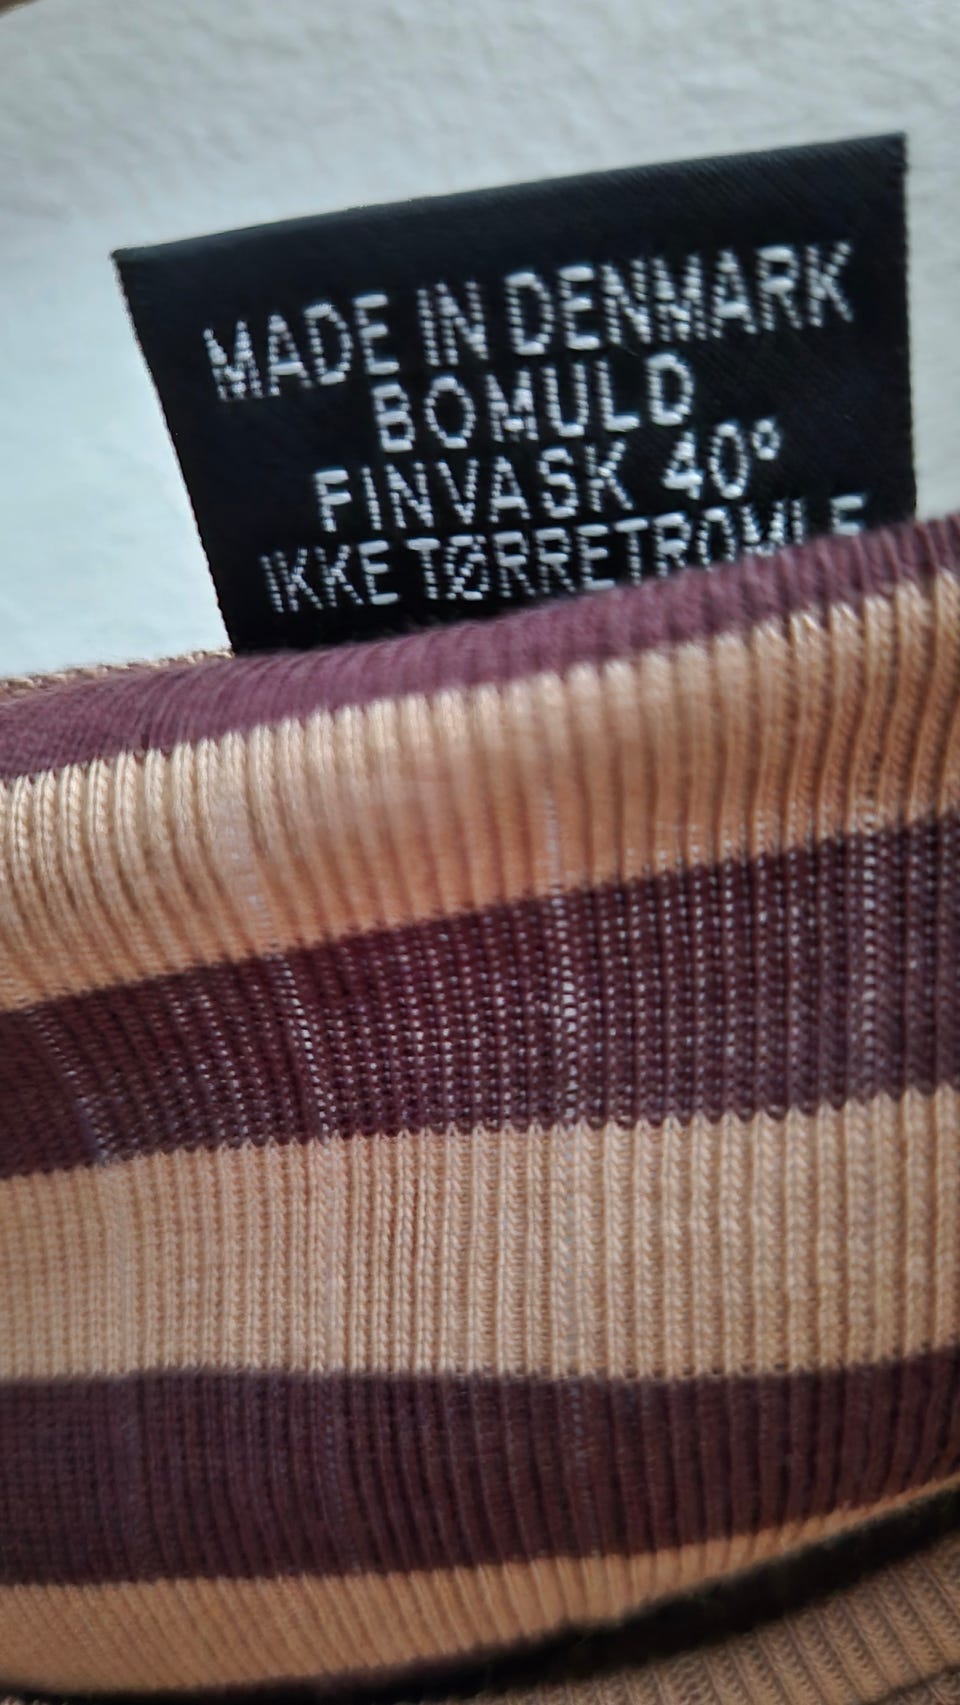 MADE IN DENMARK
BOMULD
FINVASK 40°
IKKE TØRRETROMLE